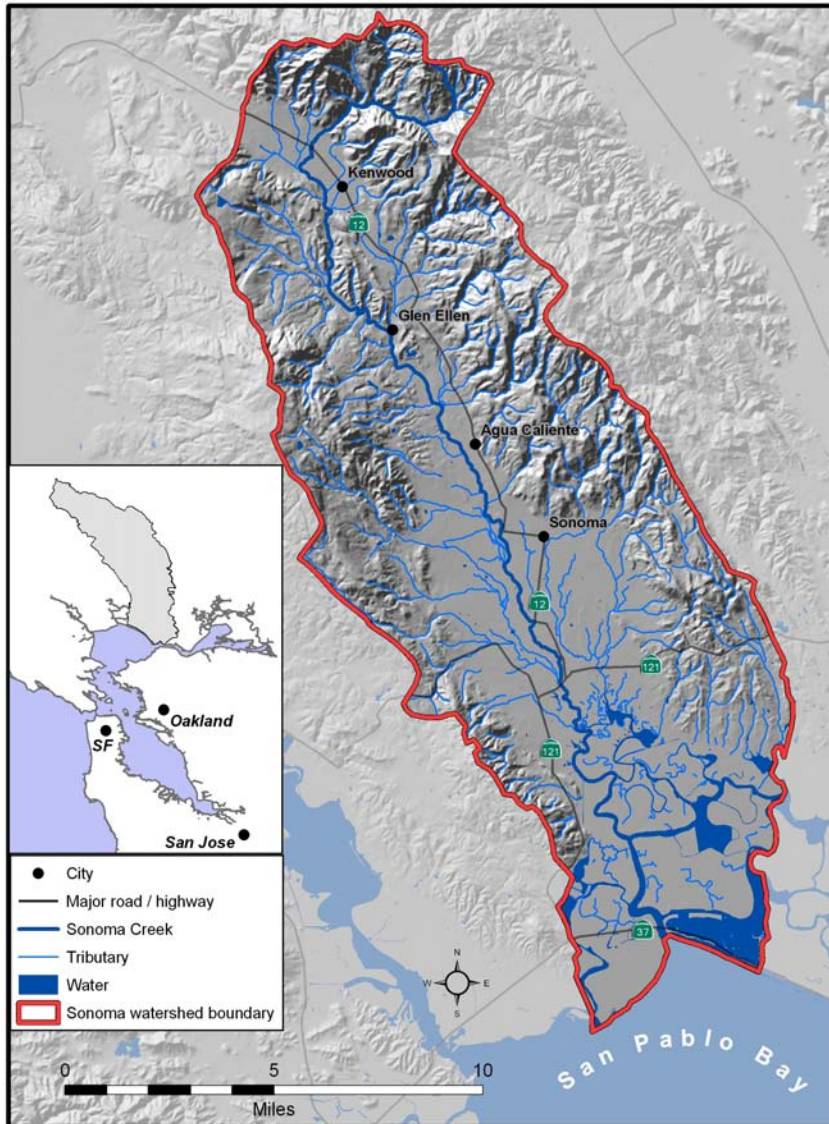 Kenwood
12
Glen Ellen
Agua Caliente
Sonoma
12
121
121
37
San Pablo Bay
Oakland
SF
San Jose
City
Major road / highway
Sonoma Creek
Tributary
Water
Sonoma watershed boundary
N
W E
S
0 5 10
Miles